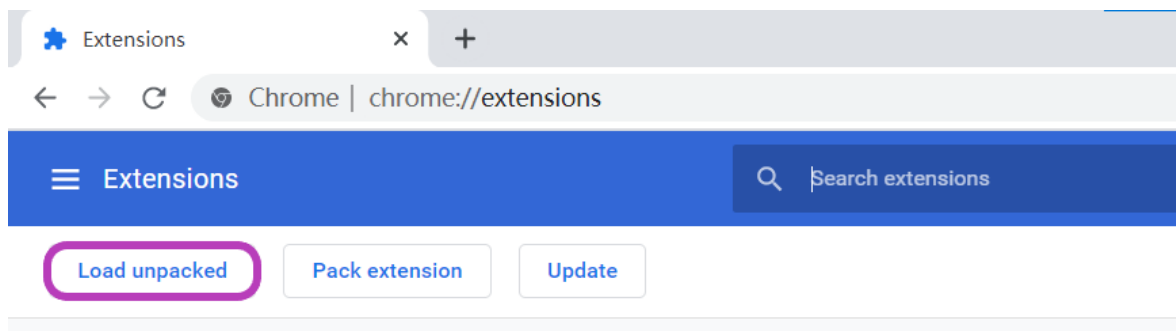 Extensions
Chrome | chrome://extensions
Extensions
Search extensions
Load unpacked
Pack extension
Update